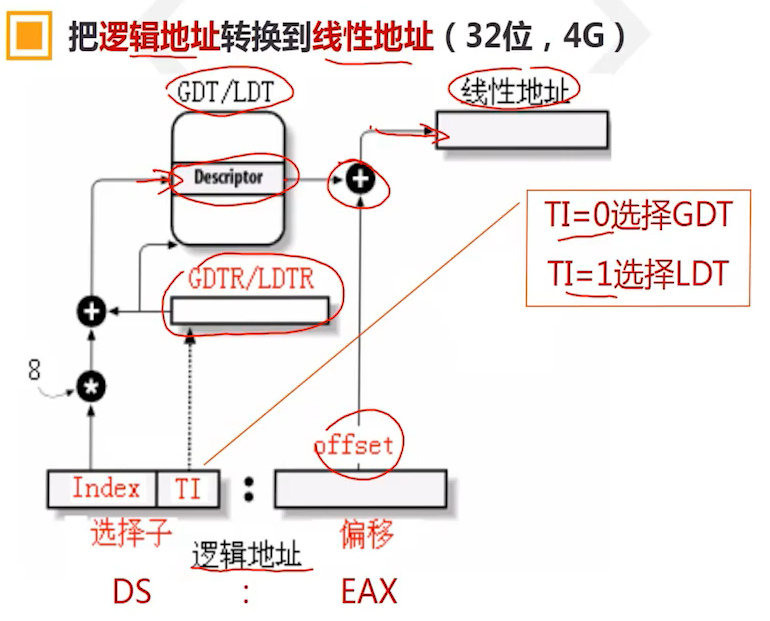 把逻辑地址转换到线性地址（32位，4G）
GDT/LDT
线性地址
Descriptor
TI=0选择GDT
TI=1选择LDT
GDTR/LDTR
8
offset
Index
TI
:
选择子
偏移
逻辑地址
DS : EAX